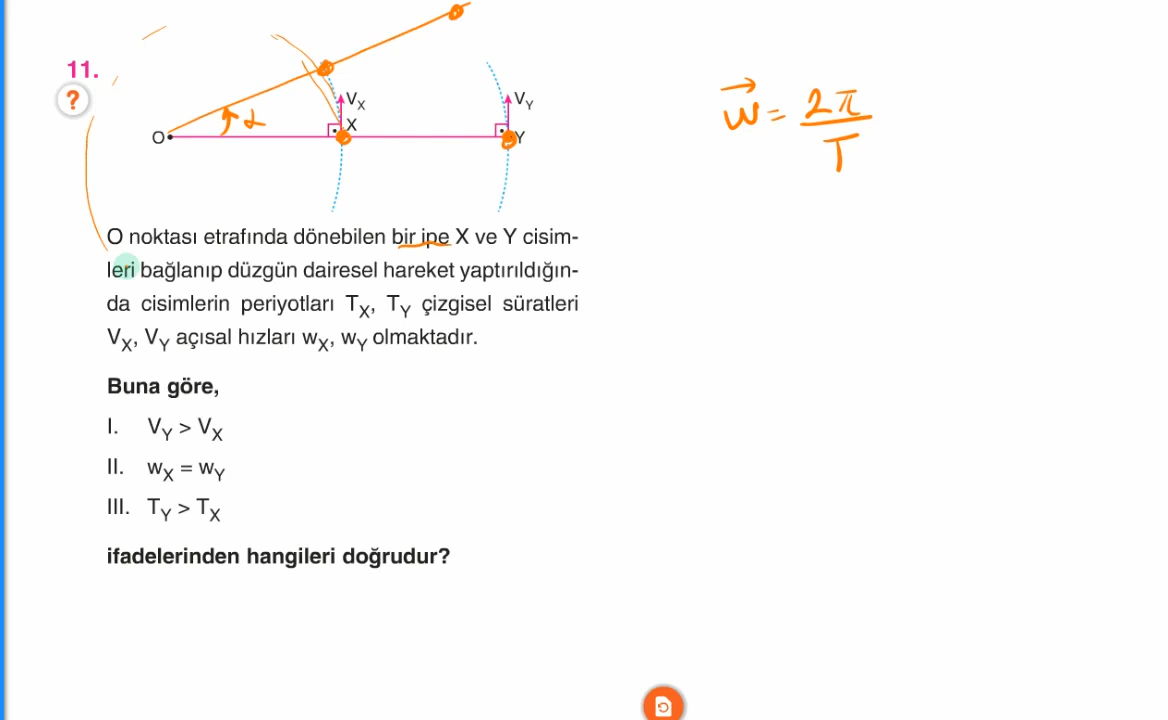 11.
?
O
α
V_X
X
V_Y
Y
w⃗ = 2π/T
O noktası etrafında dönebilen bir ipe X ve Y cisim-
leri bağlanıp düzgün dairesel hareket yaptırıldığın-
da cisimlerin periyotları T_X, T_Y çizgisel süratleri
V_X, V_Y açısal hızları w_X, w_Y olmaktadır.
Buna göre,
I. V_Y > V_X
II. w_X = w_Y
III. T_Y > T_X
ifadelerinden hangileri doğrudur?